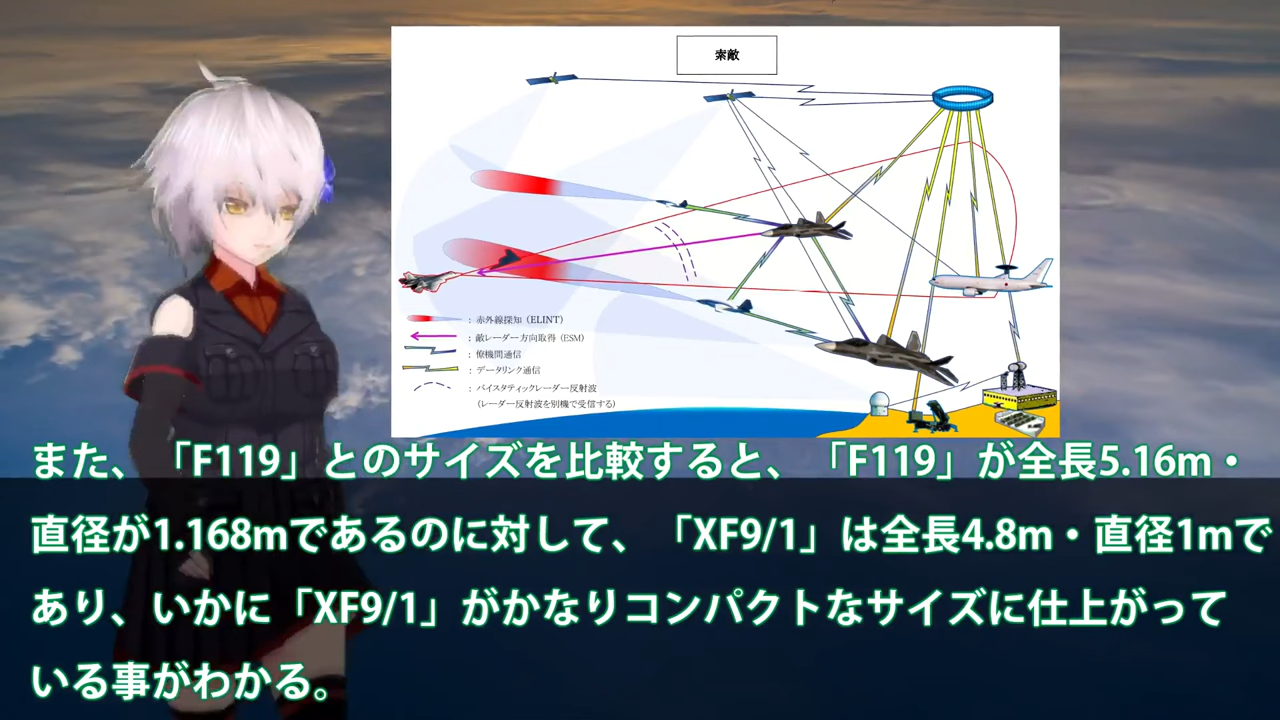 索敵
：赤外線探知（ELINT）
：敵レーダー方向取得（ESM）
：僚機間通信
：データリンク通信
：バイスタティックレーダー反射波
（レーダー反射波を別機で受信する）
また、「F119」とのサイズを比較すると、「F119」が全長5.16m・
直径が1.168mであるのに対して、「XF9/1」は全長4.8m・直径1mで
あり、いかに「XF9/1」がかなりコンパクトなサイズに仕上がって
いる事がわかる。